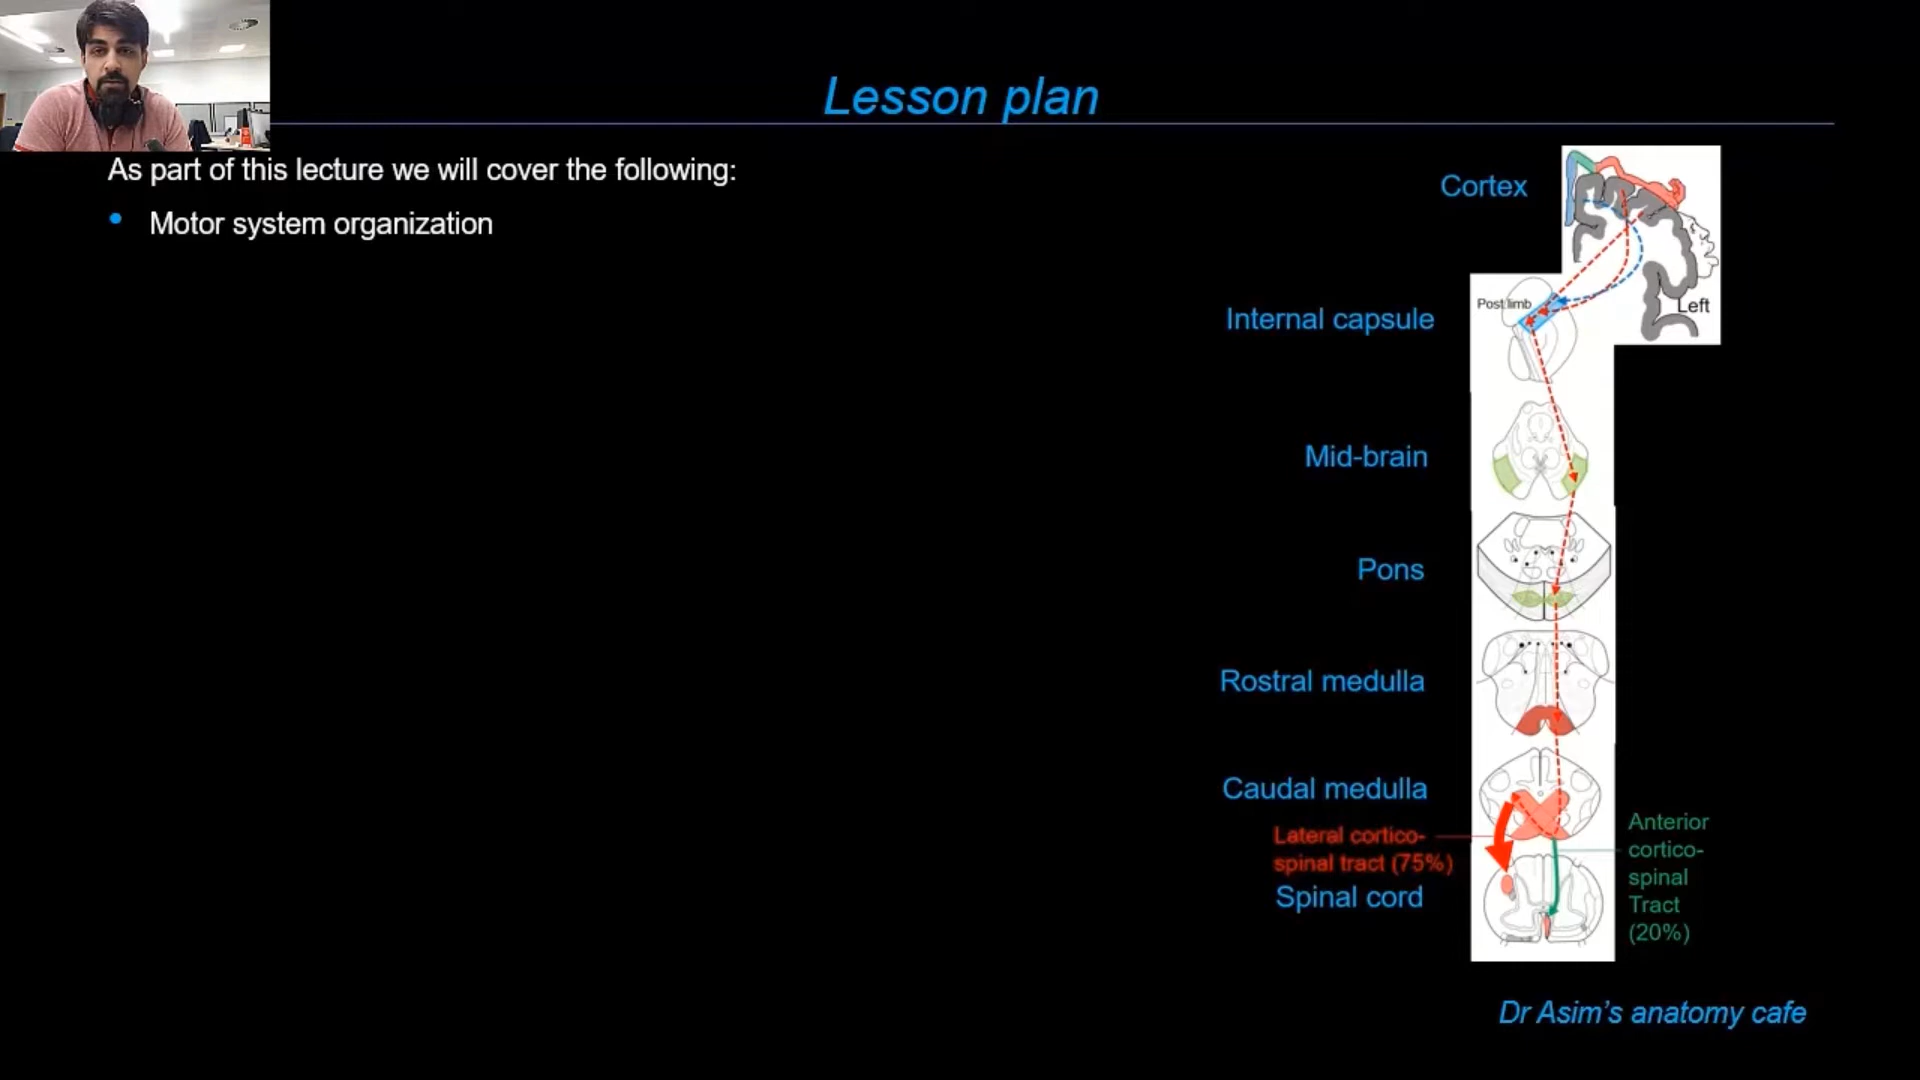 Lesson plan
As part of this lecture we will cover the following:
• Motor system organization
Cortex
Left
Post limb
Internal capsule
Mid-brain
Pons
Rostral medulla
Caudal medulla
Lateral cortico-
spinal tract (75%)
Spinal cord
Anterior
cortico-
spinal
Tract
(20%)
Dr Asim’s anatomy cafe